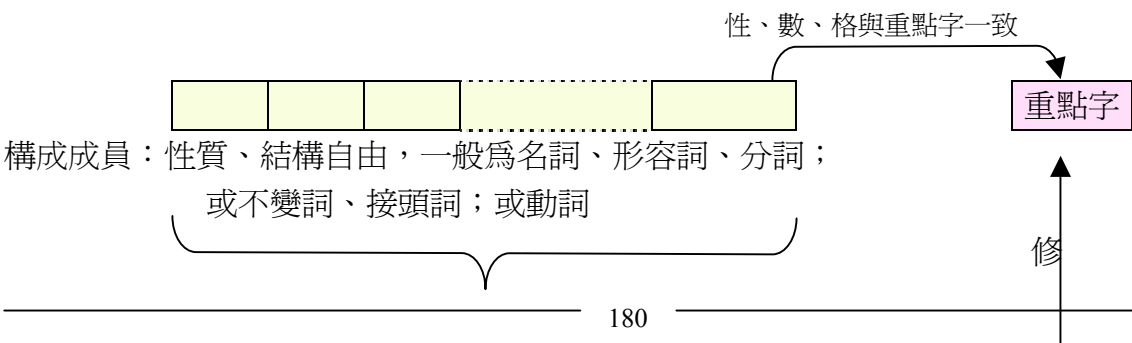 性、數、格與重點字一致
重點字
構成成員：性質、結構自由，一般爲名詞、形容詞、分詞；
或不變詞、接頭詞；或動詞
修
180